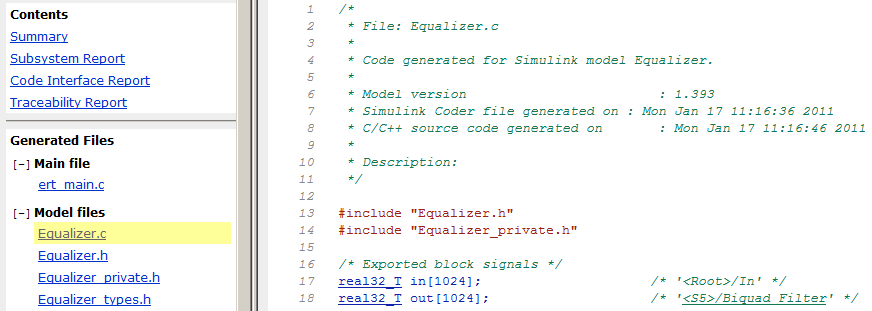 Contents
Summary
Subsystem Report
Code Interface Report
Traceability Report
Generated Files
[-] Main file
ert_main.c
[-] Model files
Equalizer.c
Equalizer.h
Equalizer_private.h
Equalizer_types.h
1 /*
2 * File: Equalizer.c
3 *
4 * Code generated for Simulink model Equalizer.
5 *
6 * Model version : 1.393
7 * Simulink Coder file generated on : Mon Jan 17 11:16:36 2011
8 * C/C++ source code generated on : Mon Jan 17 11:16:46 2011
9 *
10 * Description:
11 */
12
13 #include "Equalizer.h"
14 #include "Equalizer_private.h"
15
16 /* Exported block signals */
17 real32_T in[1024]; /* '<Root>/In' */
18 real32_T out[1024]; /* '<S5>/Biquad Filter' */